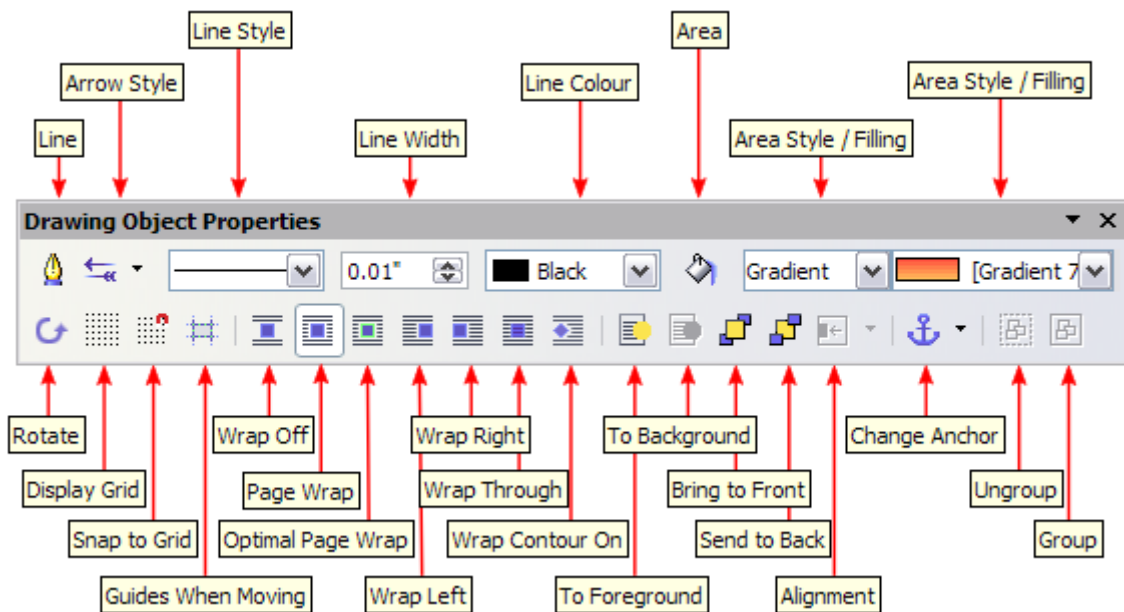 Line Style
Area
Arrow Style
Line Colour
Area Style / Filling
Line
Line Width
Area Style / Filling
Drawing Object Properties
0.01"
Black
Gradient
[Gradient 7
Rotate
Wrap Off
Wrap Right
To Background
Change Anchor
Display Grid
Page Wrap
Wrap Through
Bring to Front
Ungroup
Snap to Grid
Optimal Page Wrap
Wrap Contour On
Send to Back
Group
Guides When Moving
Wrap Left
To Foreground
Alignment